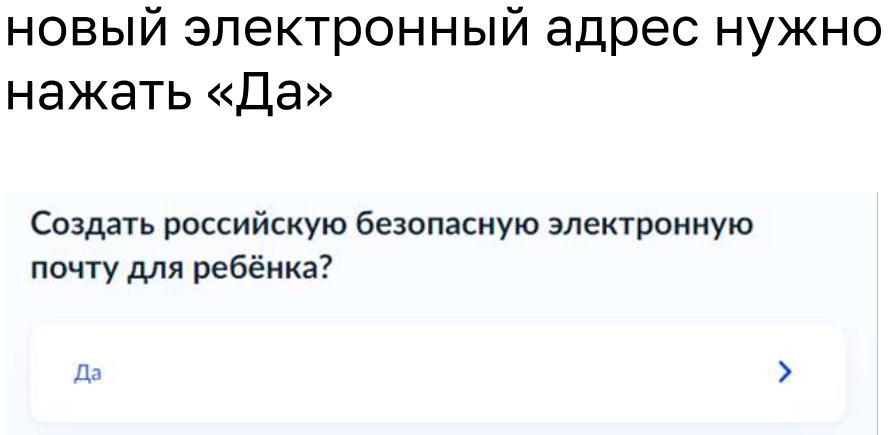 новый электронный адрес нужно
нажать «Да»
Создать российскую безопасную электронную
почту для ребёнка?
Да